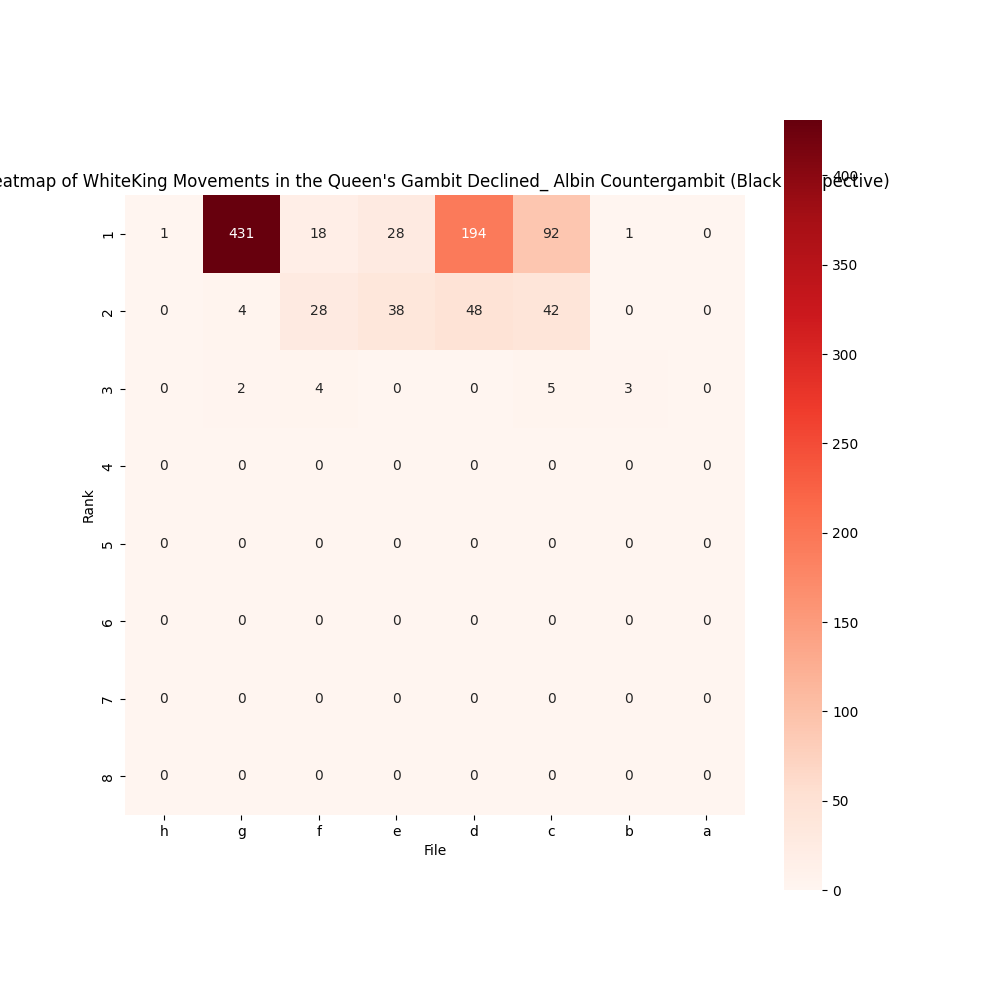 eatmap of WhiteKing Movements in the Queen's Gambit Declined_ Albin Countergambit (Black pective)
400
1 1 431 18 28 194 92 1 0
350
2 0 4 28 38 48 42 0 0
300
3 0 2 4 0 0 5 3 0
250
4 0 0 0 0 0 0 0 0
Rank
200
5 0 0 0 0 0 0 0 0
150
6 0 0 0 0 0 0 0 0
100
7 0 0 0 0 0 0 0 0
50
8 0 0 0 0 0 0 0 0
h g f e d c b a
File
0